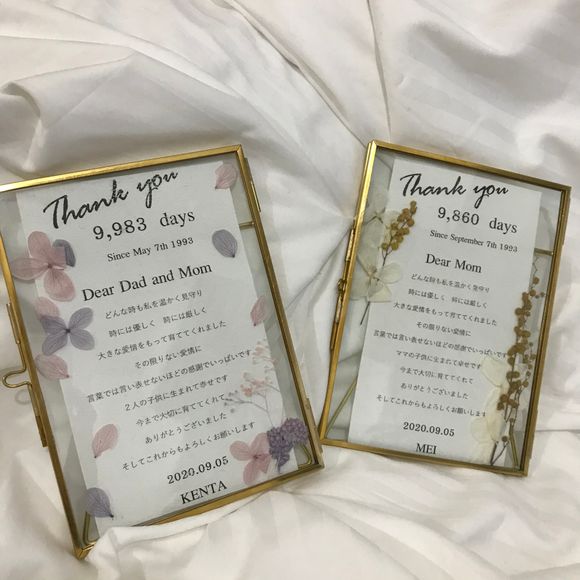 Thank you
9,983 days
Since May 7th 1993
Dear Dad and Mom
どんな時も私を温かく見守り
時には優しく 時には厳しく
大きな愛情をもって育ててくれました
その限りない愛情に
言葉では言い表せないほどの感謝でいっぱいです
2人の子供に生まれて幸せです
今まで大切に育ててくれて
ありがとうございました
そしてこれからもよろしくお願いします
2020.09.05
KENTA
Thank you
9,860 days
Since September 7th 1993
Dear Mom
どんな時も私を温かく見守り
時には優しく 時には厳しく
大きな愛情をもって育ててくれました
その限りない愛情に
言葉では言い表せないほどの感謝でいっぱいです
ママの子供に生まれて幸せです
今まで大切に育ててくれて
ありがとうございました
そしてこれからもよろしくお願いします
2020.09.05
MEI